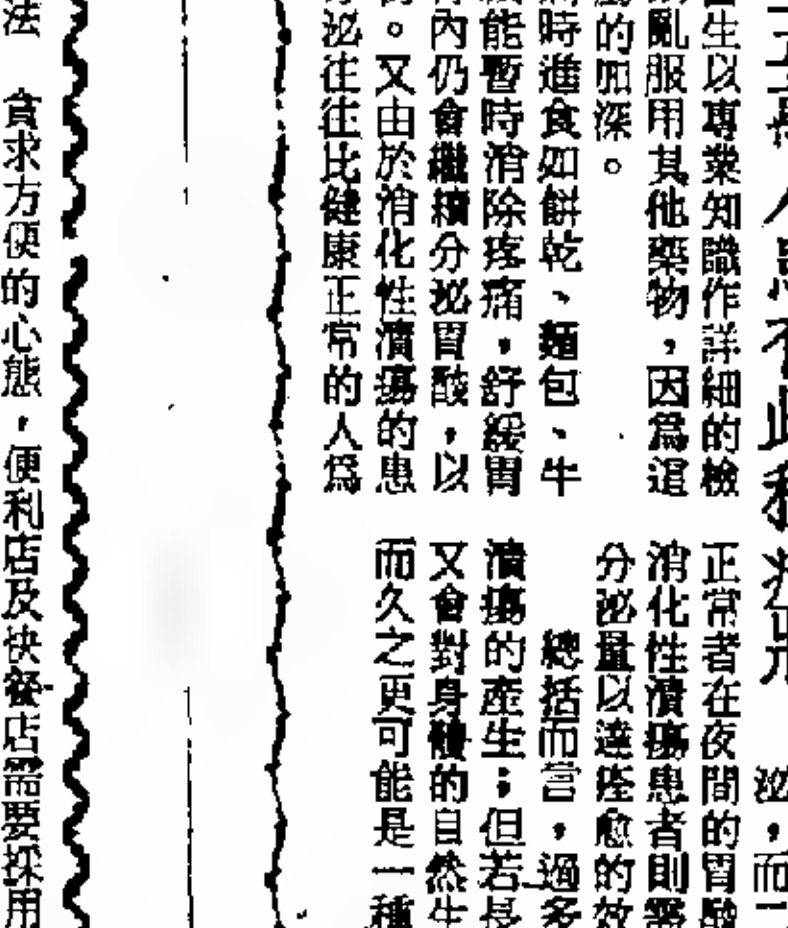 生以專業知識作詳細的檢
亂服用其他藥物，因為這
的加深。
時進食如餅乾、麵包、牛
能暫時消除疼痛，舒緩胃
內仍會繼續分泌胃酸，以
。又由於消化性潰瘍的患
泌往往比健康正常的人為
泌，而
正常者在夜間的胃酸
消化性潰瘍患者則需
分泌量以達痊愈的效
總括而言，過多
潰瘍的產生；但若長
又會對身體的自然生
而久之更可能是一種
法　貪求方便的心態，便利店及快餐店需要採用